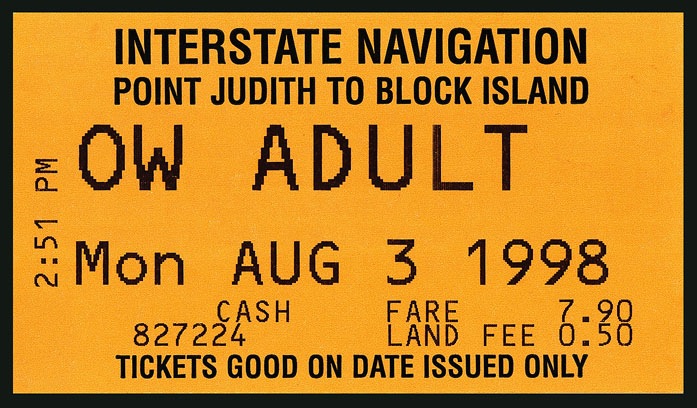 INTERSTATE NAVIGATION
POINT JUDITH TO BLOCK ISLAND
OW ADULT
2:51 PM
Mon AUG 3 1998
CASH FARE 7.90
827224 LAND FEE 0.50
TICKETS GOOD ON DATE ISSUED ONLY